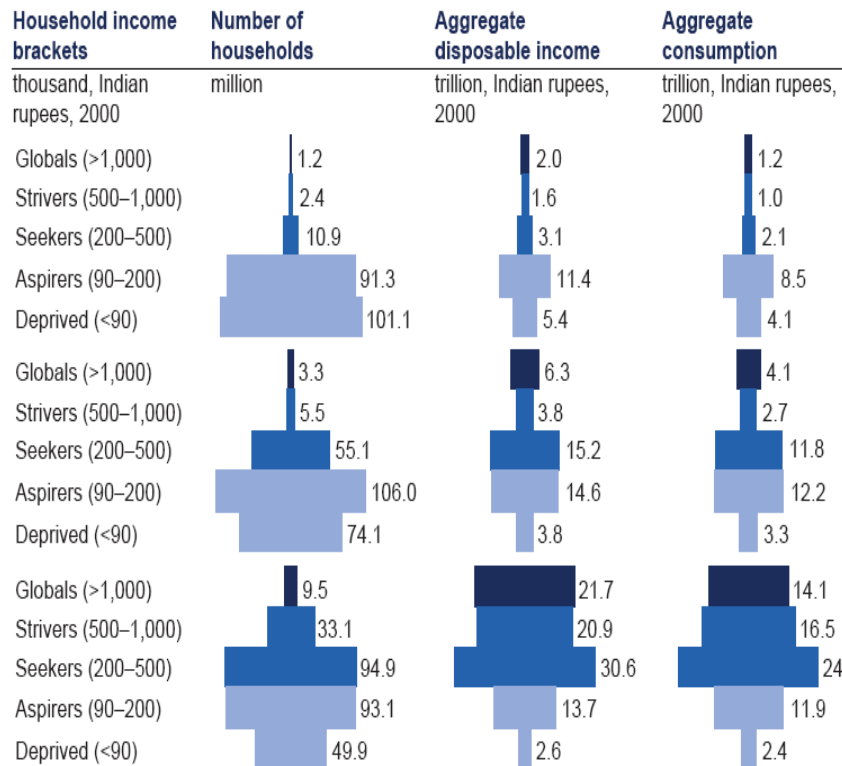 Household income Number of Aggregate Aggregate
brackets households disposable income consumption
thousand, Indian million trillion, Indian rupees, trillion, Indian rupees,
rupees, 2000 2000 2000
Globals (>1,000) 1.2 2.0 1.2
Strivers (500–1,000) 2.4 1.6 1.0
Seekers (200–500) 10.9 3.1 2.1
Aspirers (90–200) 91.3 11.4 8.5
Deprived (<90) 101.1 5.4 4.1
Globals (>1,000) 3.3 6.3 4.1
Strivers (500–1,000) 5.5 3.8 2.7
Seekers (200–500) 55.1 15.2 11.8
Aspirers (90–200) 106.0 14.6 12.2
Deprived (<90) 74.1 3.8 3.3
Globals (>1,000) 9.5 21.7 14.1
Strivers (500–1,000) 33.1 20.9 16.5
Seekers (200–500) 94.9 30.6 24
Aspirers (90–200) 93.1 13.7 11.9
Deprived (<90) 49.9 2.6 2.4